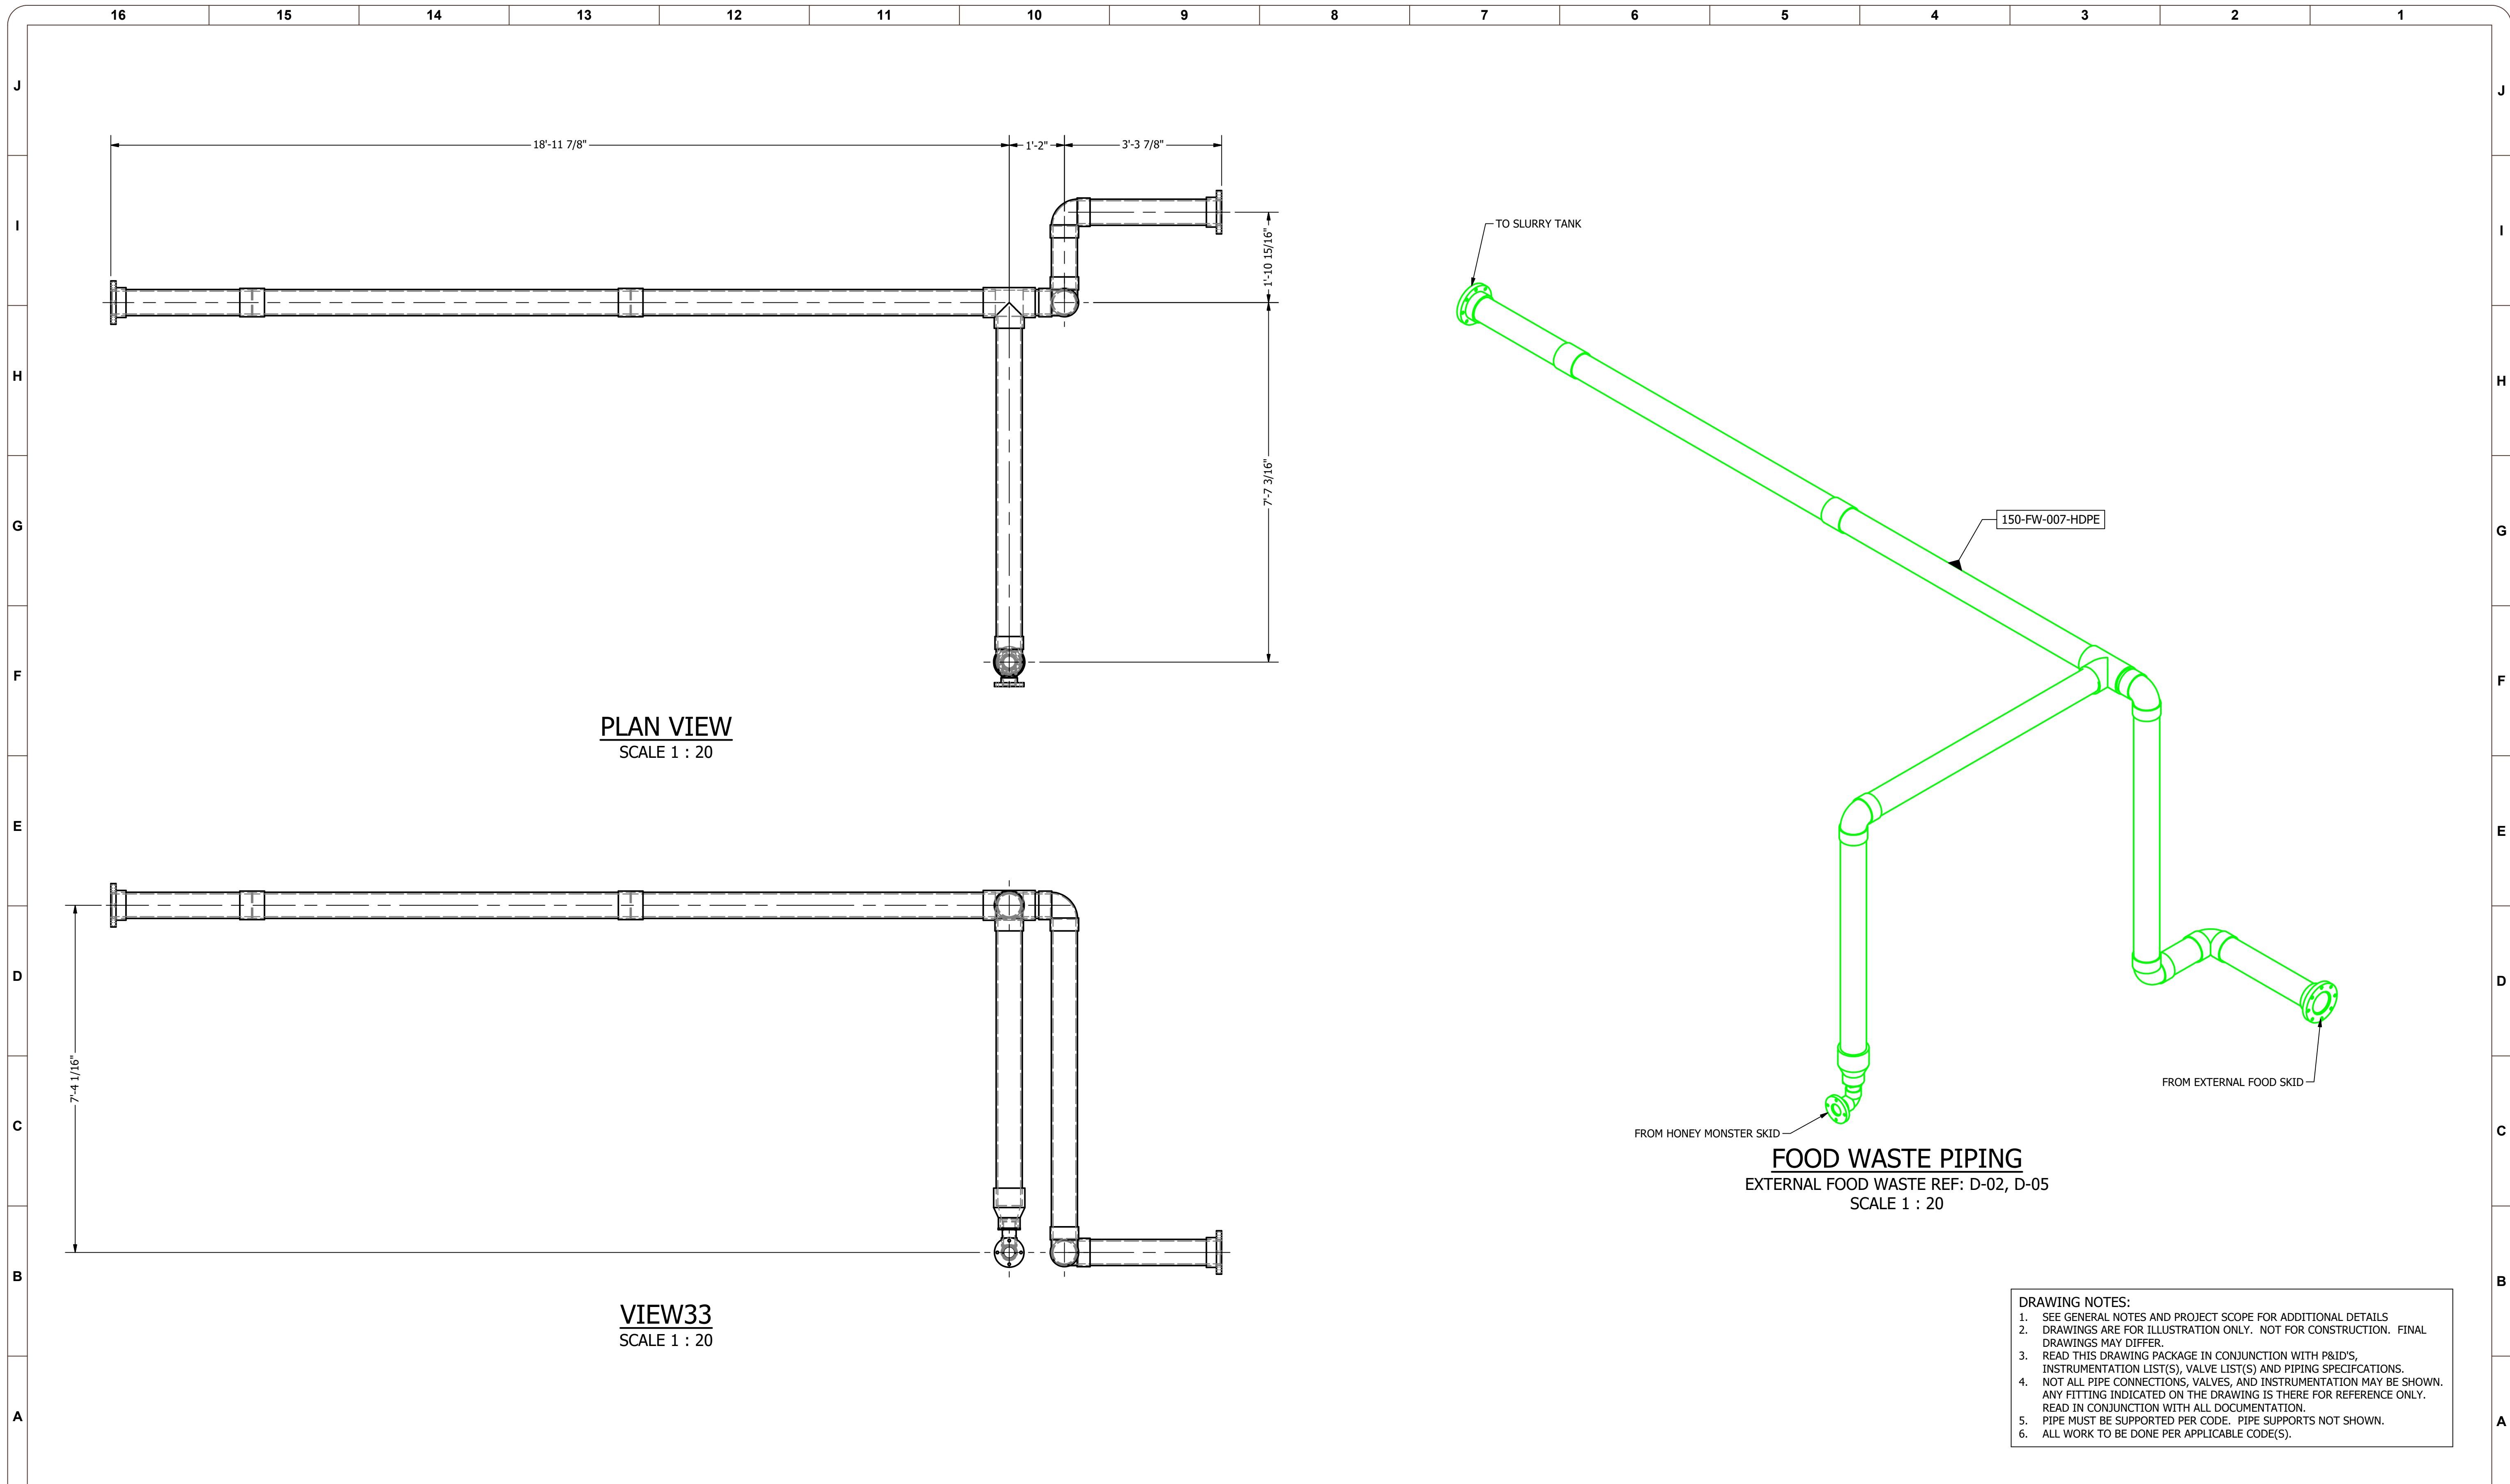 16 15 14 13 12 11 10 9 8 7 6 5 4 3 2 1
J
J
18'-11 7/8"
1'-2"
3'-3 7/8"
I
I
1'-10 15/16"
TO SLURRY TANK
H
H
7'-7 3/16"
G
G
150-FW-007-HDPE
F
F
PLAN VIEW
SCALE 1 : 20
E
E
D
D
7'-4 1/16"
FROM EXTERNAL FOOD SKID
C
C
FROM HONEY MONSTER SKID
FOOD WASTE PIPING
EXTERNAL FOOD WASTE REF: D-02, D-05
SCALE 1 : 20
B
B
VIEW33
SCALE 1 : 20
DRAWING NOTES:
1. SEE GENERAL NOTES AND PROJECT SCOPE FOR ADDITIONAL DETAILS
2. DRAWINGS ARE FOR ILLUSTRATION ONLY. NOT FOR CONSTRUCTION. FINAL
DRAWINGS MAY DIFFER.
3. READ THIS DRAWING PACKAGE IN CONJUNCTION WITH P&ID'S,
INSTRUMENTATION LIST(S), VALVE LIST(S) AND PIPING SPECIFCATIONS.
4. NOT ALL PIPE CONNECTIONS, VALVES, AND INSTRUMENTATION MAY BE SHOWN.
ANY FITTING INDICATED ON THE DRAWING IS THERE FOR REFERENCE ONLY.
READ IN CONJUNCTION WITH ALL DOCUMENTATION.
5. PIPE MUST BE SUPPORTED PER CODE. PIPE SUPPORTS NOT SHOWN.
6. ALL WORK TO BE DONE PER APPLICABLE CODE(S).
A
A